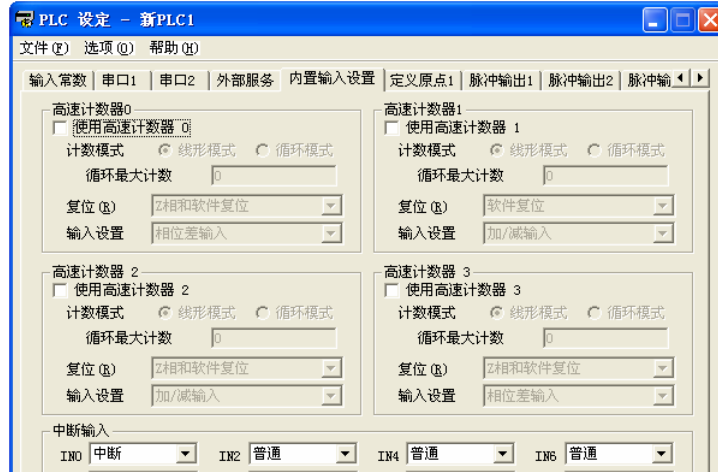 PLC 设定 - 新PLC1
文件(F) 选项(O) 帮助(H)
输入常数 串口1 串口2 外部服务 内置输入设置 定义原点1 脉冲输出1 脉冲输出2 脉冲输
高速计数器0
使用高速计数器 0
计数模式 线形模式 循环模式
循环最大计数 0
复位(R) Z相和软件复位
输入设置 相位差输入
高速计数器1
使用高速计数器 1
计数模式 线形模式 循环模式
循环最大计数 0
复位(R) 软件复位
输入设置 加/减输入
高速计数器 2
使用高速计数器 2
计数模式 线形模式 循环模式
循环最大计数 0
复位(R) Z相和软件复位
输入设置 加/减输入
高速计数器 3
使用高速计数器 3
计数模式 线形模式 循环模式
循环最大计数 0
复位(R) Z相和软件复位
输入设置 相位差输入
中断输入
IN0 中断 IN2 普通 IN4 普通 IN6 普通